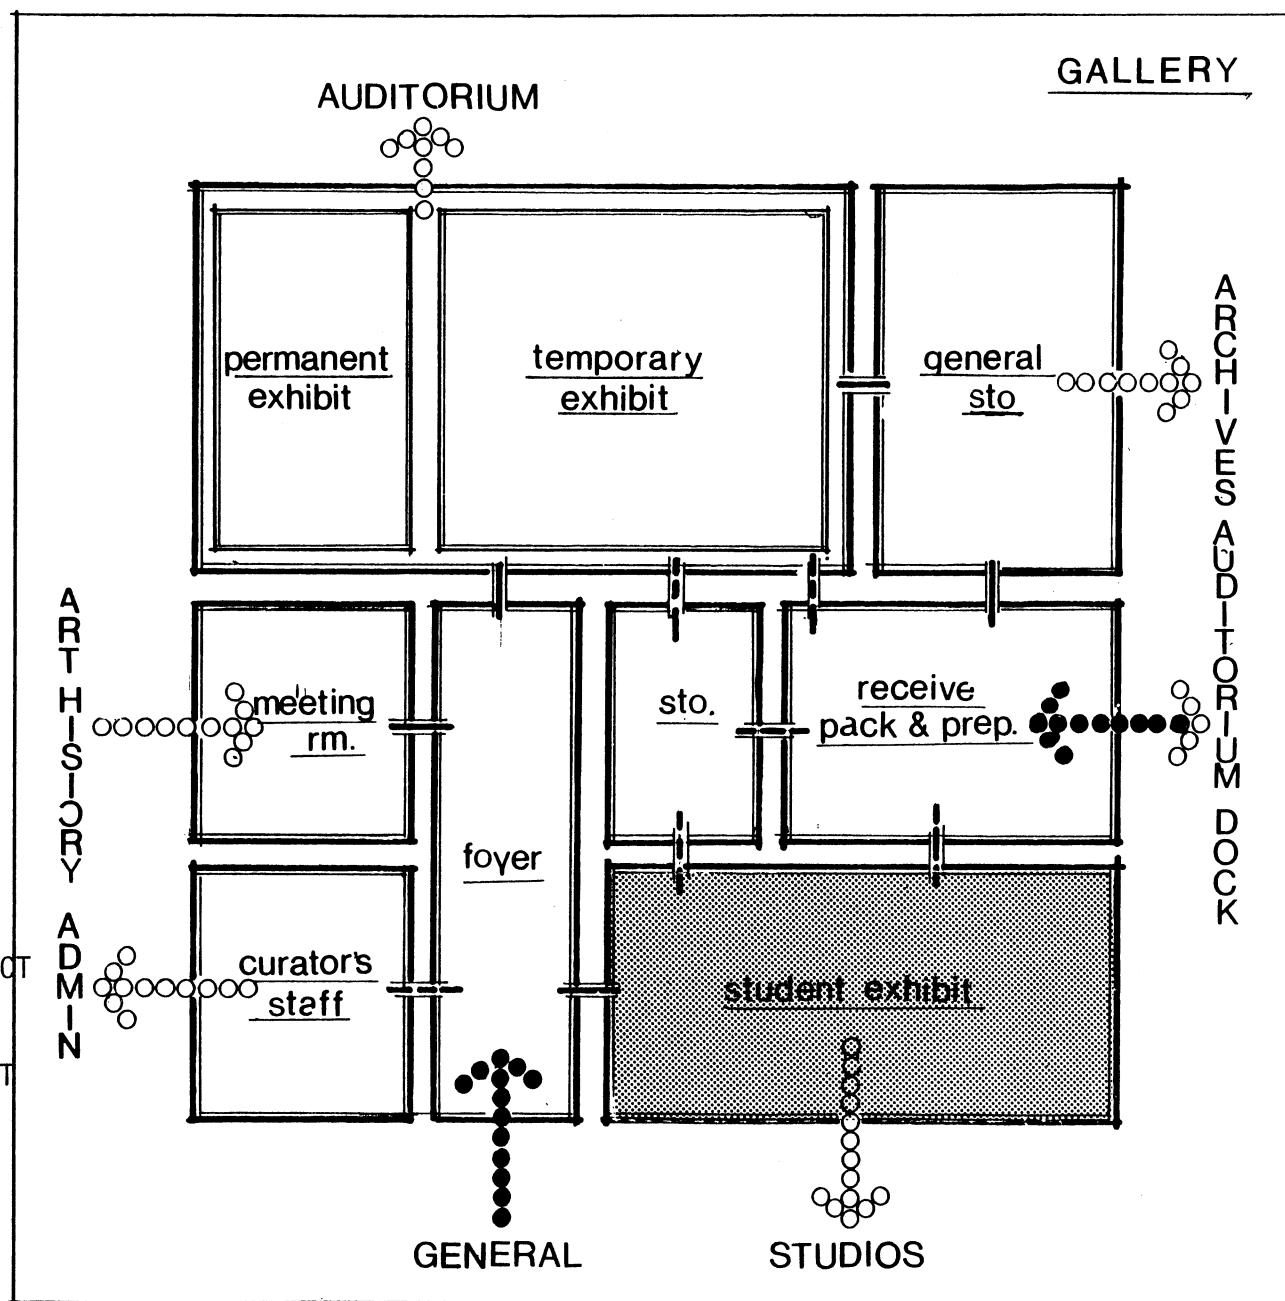 GALLERY
AUDITORIUM
permanent
exhibit
temporary
exhibit
general
sto
ARCHIVES AUDITORIUM DOCK
ART HISTORY ADMIN
meeting
rm.
sto.
receive
pack & prep.
foyer
curator's
staff
student exhibit
CT
T
GENERAL
STUDIOS